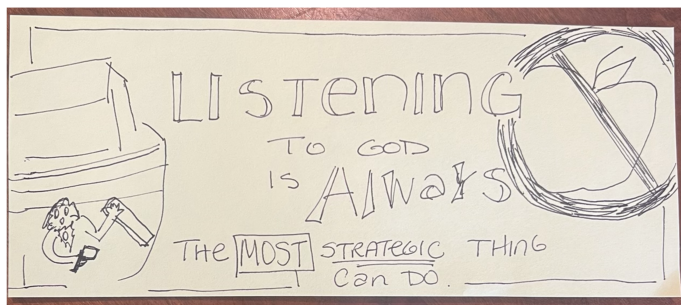 LISTENING
TO GOD
IS Always
THE MOST STRATEGIC THING
Can DO.